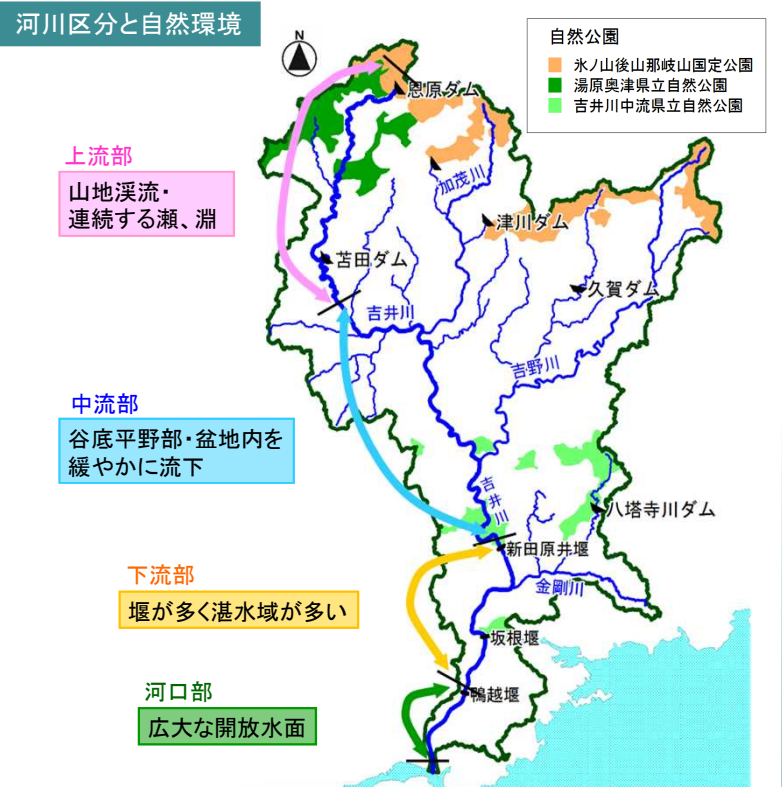 河川区分と自然環境
N
自然公園
氷ノ山後山那岐山国定公園
湯原奥津県立自然公園
吉井川中流県立自然公園
恩原ダム
上流部
山地渓流・
連続する瀬、淵
加茂川
津川ダム
苫田ダム
久賀ダム
吉井川
吉野川
中流部
谷底平野部・盆地内を
緩やかに流下
吉井川
八塔寺川ダム
新田原井堰
下流部
堰が多く湛水域が多い
金剛川
坂根堰
河口部
広大な開放水面
鴨越堰